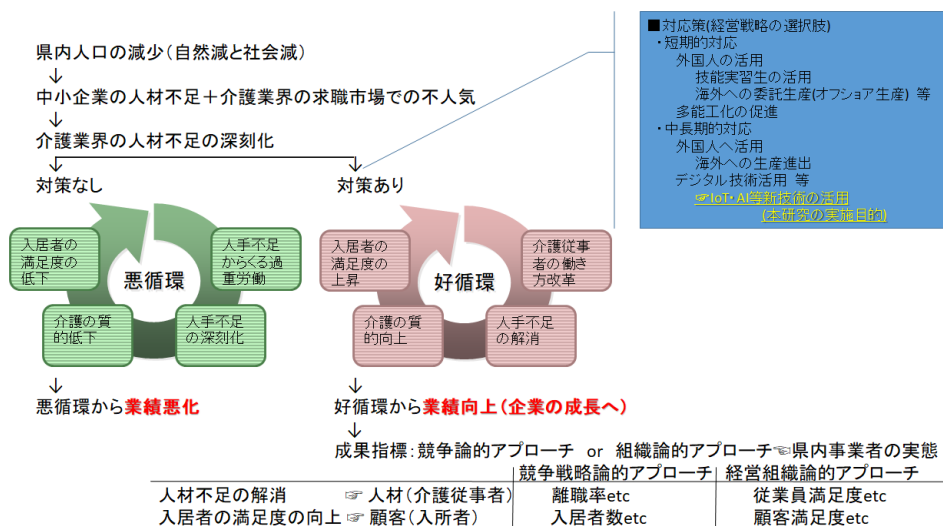 県内人口の減少(自然減と社会減)
↓
中小企業の人材不足＋介護業界の求職市場での不人気
↓
介護業界の人材不足の深刻化
↓ ↓
対策なし 対策あり
■対応策(経営戦略の選択肢)
・短期的対応
外国人の活用
技能実習生の活用
海外への委託生産(オフショア生産) 等
多能工化の促進
・中長期的対応
外国人へ活用
海外への生産進出
デジタル技術活用 等
☞IoT・AI等新技術の活用
(本研究の実施目的)
悪循環
人手不足
からくる過
重労働
人手不足
の深刻化
介護の質
的低下
入居者の
満足度の
低下
好循環
介護従事
者の働き
方改革
人手不足
の解消
介護の質
的向上
入居者の
満足度の
上昇
↓
悪循環から業績悪化
↓
好循環から業績向上(企業の成長へ)
↓
成果指標:競争論的アプローチ or 組織論的アプローチ☜県内事業者の実態
競争戦略論的アプローチ 経営組織論的アプローチ
人材不足の解消 ☞ 人材(介護従事者) 離職率etc 従業員満足度etc
入居者の満足度の向上 ☞ 顧客(入所者) 入居者数etc 顧客満足度etc